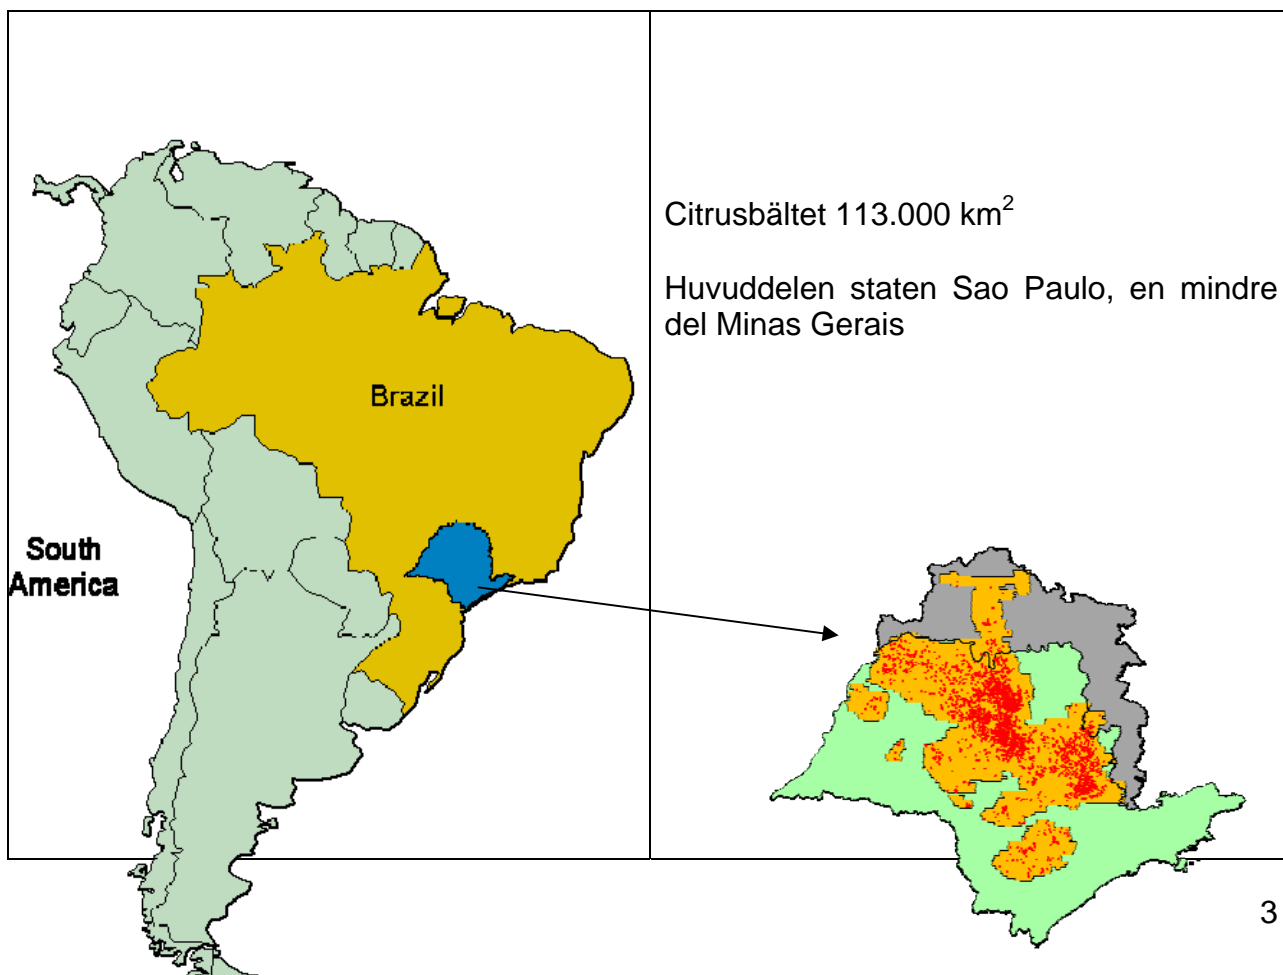 Brazil
South
America
Citrusbältet 113.000 km²
Huvuddelen staten Sao Paulo, en mindre
del Minas Gerais
3